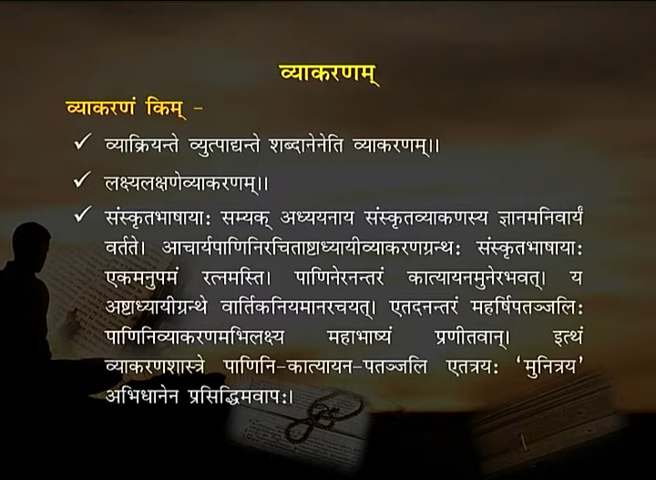 व्याकरणम्
व्याकरणं किम् -
✓ व्याक्रियन्ते व्युत्पाद्यन्ते शब्दानेनेति व्याकरणम्।।
✓ लक्ष्यलक्षणेव्याकरणम्।।
✓ संस्कृतभाषाया: सम्यक् अध्ययनाय संस्कृतव्याकणस्य ज्ञानमनिवार्यं
वर्तते। आचार्यपाणिनिरचिताष्टाध्यायीव्याकरणग्रन्थ: संस्कृतभाषाया:
एकमनुपमं रत्नमस्ति। पाणिनेरनन्तरं कात्यायनमुनेरभवत्। य
अष्टाध्यायीग्रन्थे वार्तिकनियमानरचयत्। एतदनन्तरं महर्षिपतञ्जलि:
पाणिनिव्याकरणमभिलक्ष्य महाभाष्यं प्रणीतवान्। इत्थं
व्याकरणशास्त्रे पाणिनि-कात्यायन-पतञ्जलि एतत्रय: 'मुनित्रय'
अभिधानेन प्रसिद्धिमवाप:।